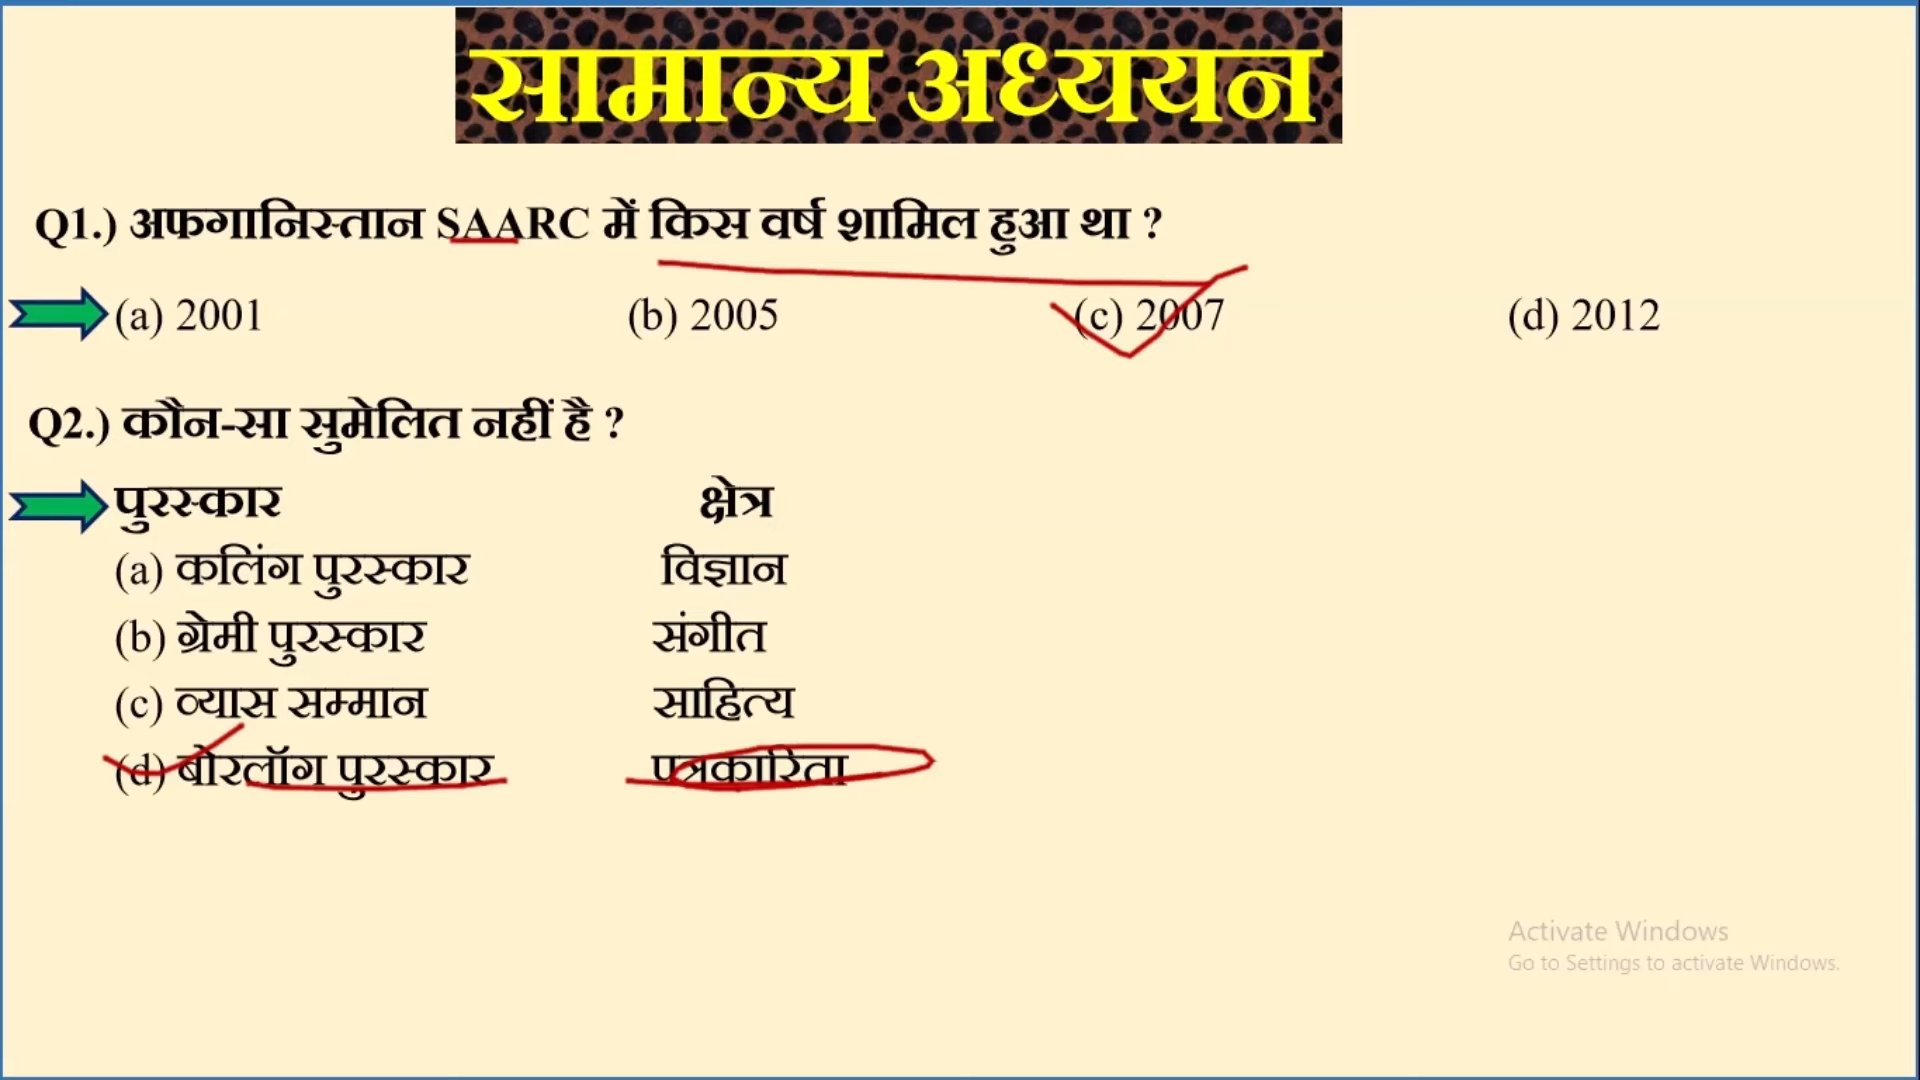 सामान्य अध्ययन
Q1.) अफगानिस्तान SAARC में किस वर्ष शामिल हुआ था ?
(a) 2001 (b) 2005 (c) 2007 (d) 2012
Q2.) कौन-सा सुमेलित नहीं है ?
पुरस्कार क्षेत्र
(a) कलिंग पुरस्कार विज्ञान
(b) ग्रेमी पुरस्कार संगीत
(c) व्यास सम्मान साहित्य
(d) बोरलॉग पुरस्कार पत्रकारिता
Activate Windows
Go to Settings to activate Windows.